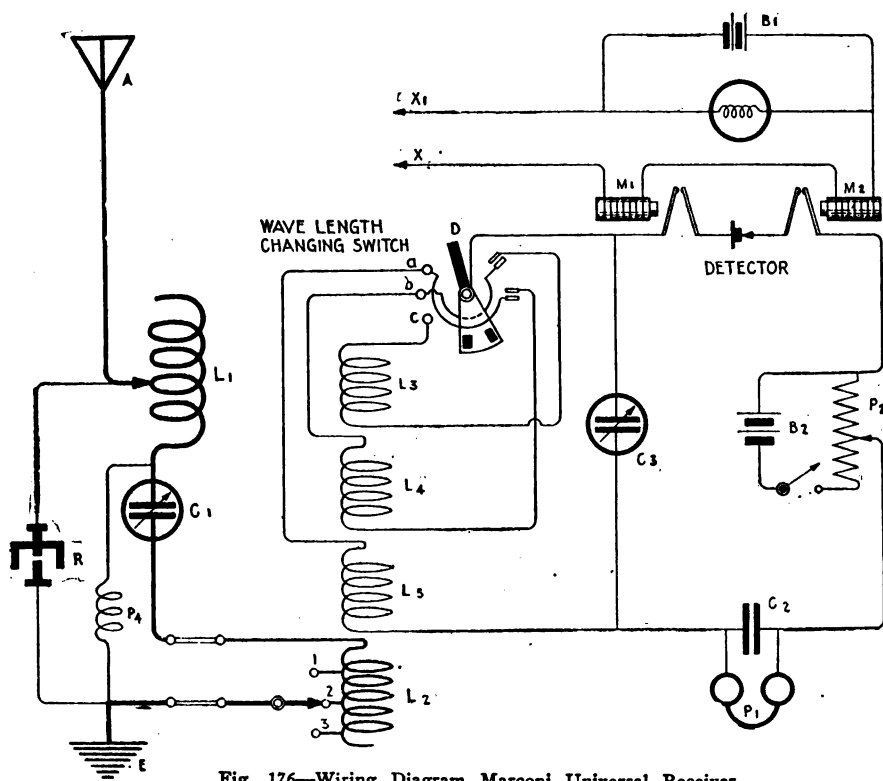 B1
A
X1
X
M1
M2
WAVE LENGTH
CHANGING SWITCH
D
a
b
c
DETECTOR
L1
L3
P2
B2
C3
L4
C1
R
L5
P4
C2
1
2
L2
3
P1
E
Fig. 176—Wiring Diagram, Marconi Universal Receiver